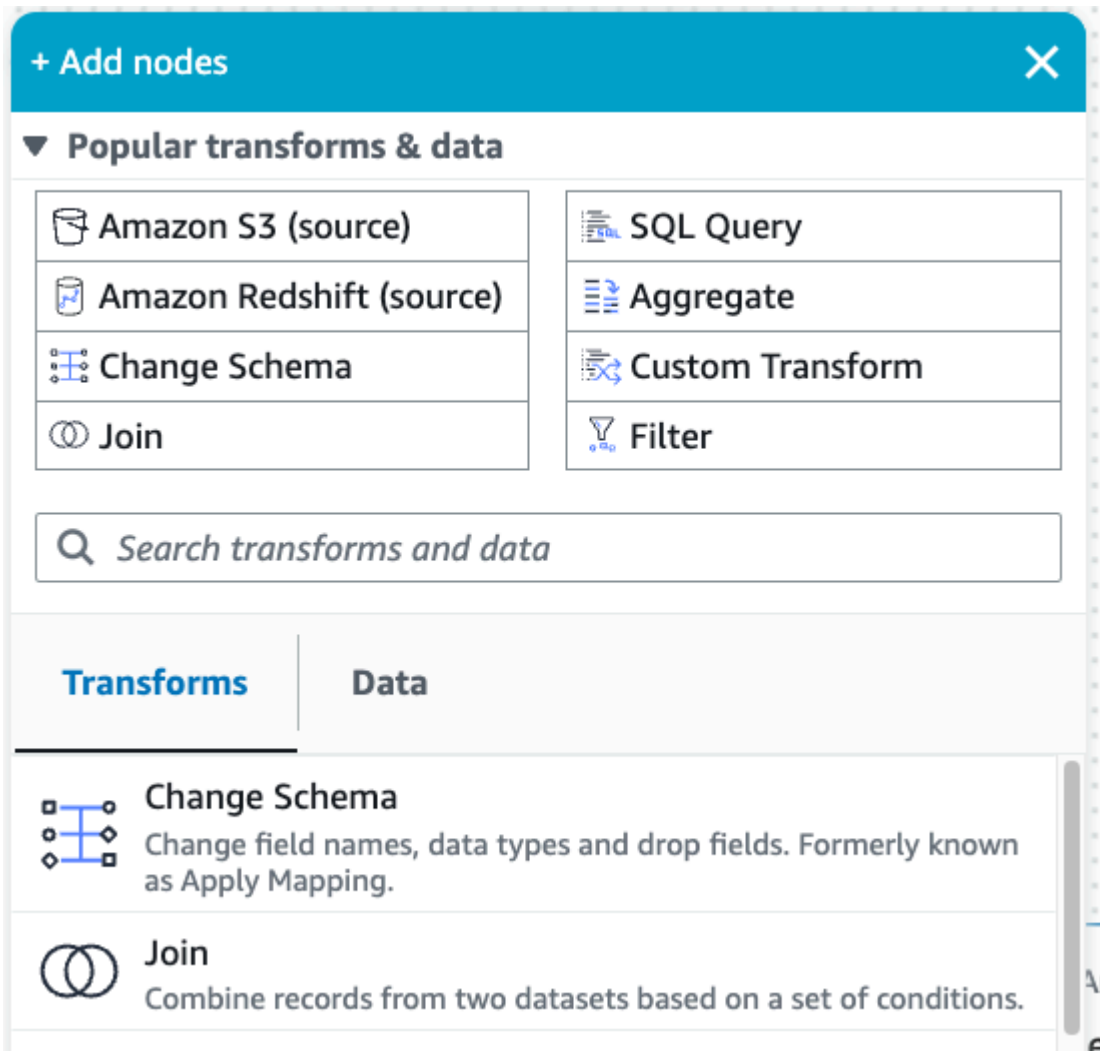 + Add nodes
Popular transforms & data
Amazon S3 (source)
SQL Query
Amazon Redshift (source)
Aggregate
Change Schema
Custom Transform
Join
Filter
Search transforms and data
Transforms
Data
Change Schema
Change field names, data types and drop fields. Formerly known
as Apply Mapping.
Join
Combine records from two datasets based on a set of conditions.